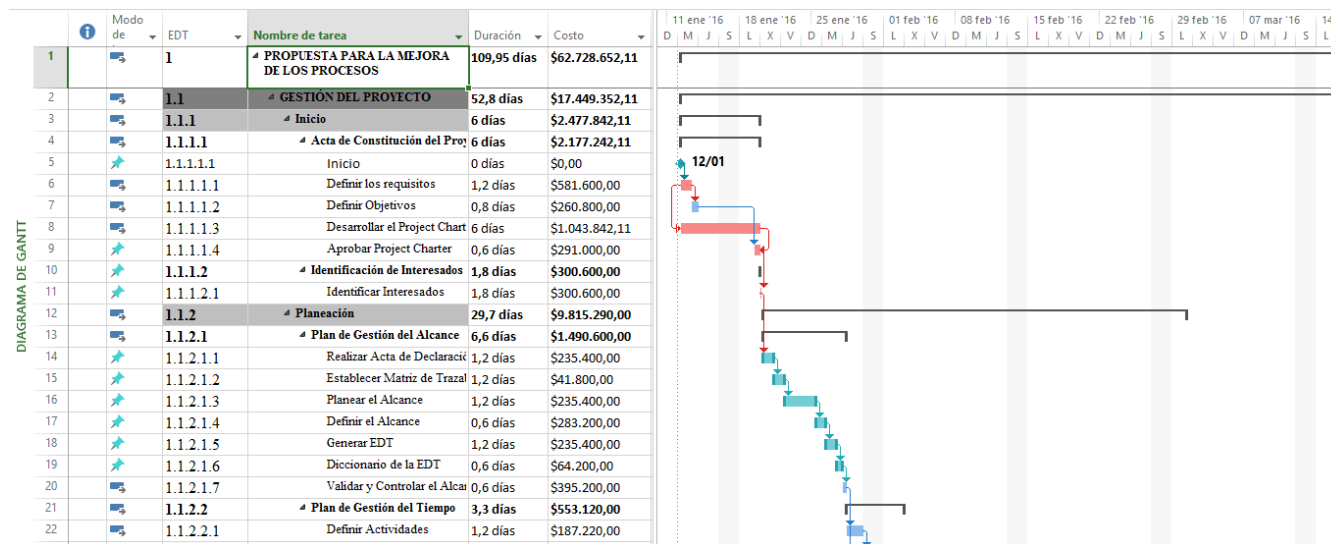 Modo de EDT Nombre de tarea Duración Costo
11 ene '16 18 ene '16 25 ene '16 01 feb '16 08 feb '16 15 feb '16 22 feb '16 29 feb '16 07 mar '16 14
D M J S L X V D M J S L X V D M J S L X V D M J S L X V D M J S L
DIAGRAMA DE GANTT
1 1 PROPUESTA PARA LA MEJORA DE LOS PROCESOS 109,95 días $62.728.652,11
2 1.1 GESTIÓN DEL PROYECTO 52,8 días $17.449.352,11
3 1.1.1 Inicio 6 días $2.477.842,11
4 1.1.1.1 Acta de Constitución del Proy 6 días $2.177.242,11
5 1.1.1.1.1 Inicio 0 días $0,00 12/01
6 1.1.1.1.1 Definir los requisitos 1,2 días $581.600,00
7 1.1.1.1.2 Definir Objetivos 0,8 días $260.800,00
8 1.1.1.1.3 Desarrollar el Project Chart 6 días $1.043.842,11
9 1.1.1.1.4 Aprobar Project Charter 0,6 días $291.000,00
10 1.1.1.2 Identificación de Interesados 1,8 días $300.600,00
11 1.1.1.2.1 Identificar Interesados 1,8 días $300.600,00
12 1.1.2 Planeación 29,7 días $9.815.290,00
13 1.1.2.1 Plan de Gestión del Alcance 6,6 días $1.490.600,00
14 1.1.2.1.1 Realizar Acta de Declaració 1,2 días $235.400,00
15 1.1.2.1.2 Establecer Matriz de Trazal 1,2 días $41.800,00
16 1.1.2.1.3 Planear el Alcance 1,2 días $235.400,00
17 1.1.2.1.4 Definir el Alcance 0,6 días $283.200,00
18 1.1.2.1.5 Generar EDT 1,2 días $235.400,00
19 1.1.2.1.6 Diccionario de la EDT 0,6 días $64.200,00
20 1.1.2.1.7 Validar y Controlar el Alcan 0,6 días $395.200,00
21 1.1.2.2 Plan de Gestión del Tiempo 3,3 días $553.120,00
22 1.1.2.2.1 Definir Actividades 1,2 días $187.220,00